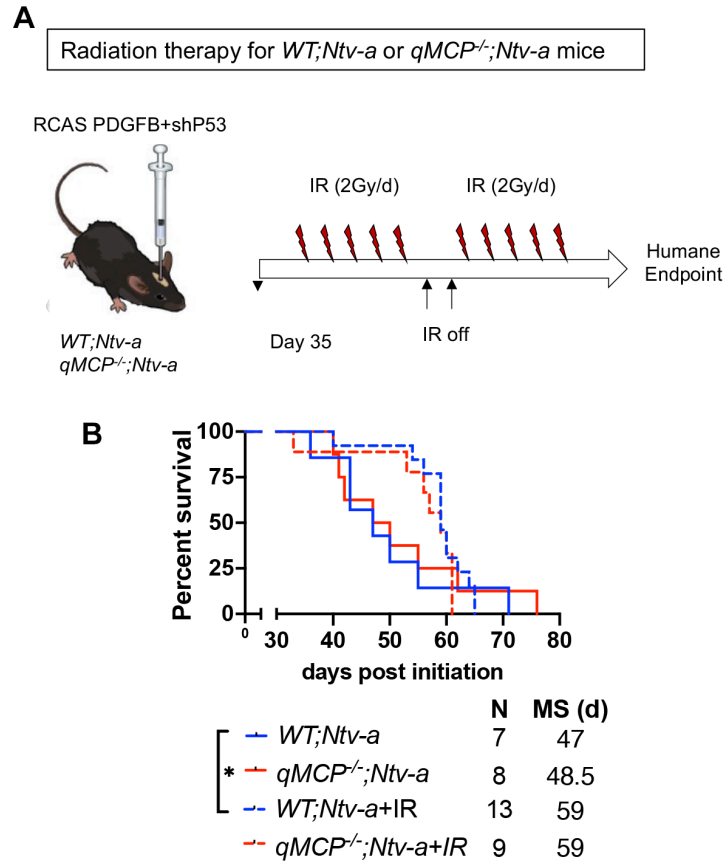 A
Radiation therapy for WT;Ntv-a or qMCP-/-;Ntv-a mice
RCAS PDGFB+shP53
IR (2Gy/d)
IR (2Gy/d)
Humane
Endpoint
WT;Ntv-a
qMCP-/-;Ntv-a
Day 35
IR off
B
Percent survival
100
75
50
25
0
0
30
40
50
60
70
80
days post initiation
N MS (d)
WT;Ntv-a 7 47
* qMCP-/-;Ntv-a 8 48.5
WT;Ntv-a+IR 13 59
qMCP-/-;Ntv-a+IR 9 59